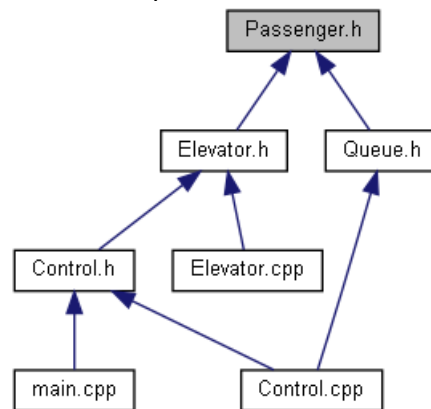 Passenger.h
Elevator.h
Queue.h
Control.h
Elevator.cpp
main.cpp
Control.cpp